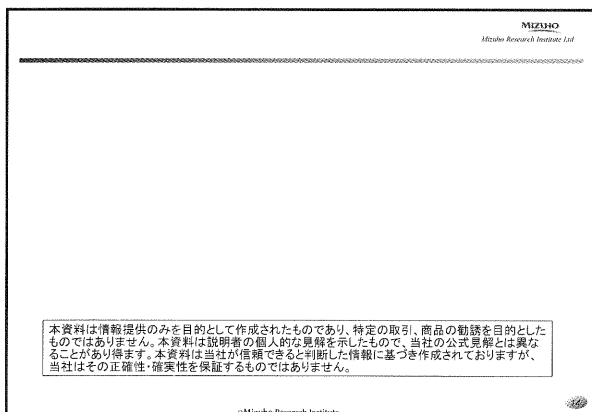 MIZUHO
Mizuho Research Institute Ltd
本資料は情報提供のみを目的として作成されたものであり、特定の取引、商品の勧誘を目的とした
ものではありません。本資料は説明者の個人的な見解を示したもので、当社の公式見解とは異な
ることがあり得ます。本資料は当社が信頼できると判断した情報に基づき作成されておりますが、
当社はその正確性・確実性を保証するものではありません。
©Mizuho Research Institute